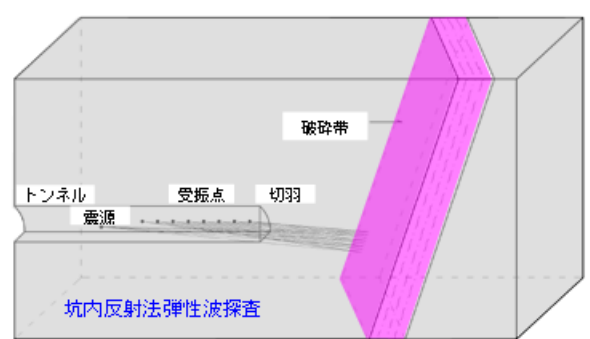 破砕帯
トンネル
受振点
切羽
震源
坑内反射法弾性波探査